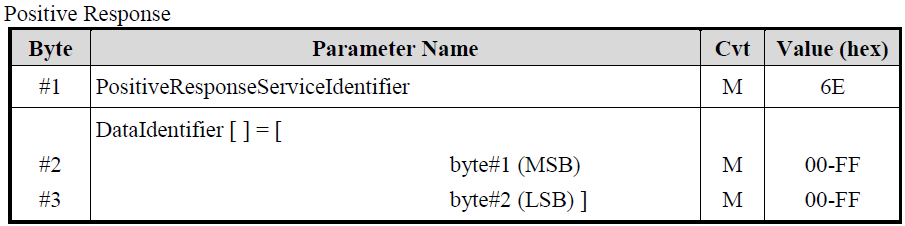 Positive Response
Byte Parameter Name Cvt Value (hex)
#1 PositiveResponseServiceIdentifier M 6E
DataIdentifier [ ] = [
#2 byte#1 (MSB) M 00-FF
#3 byte#2 (LSB) ] M 00-FF